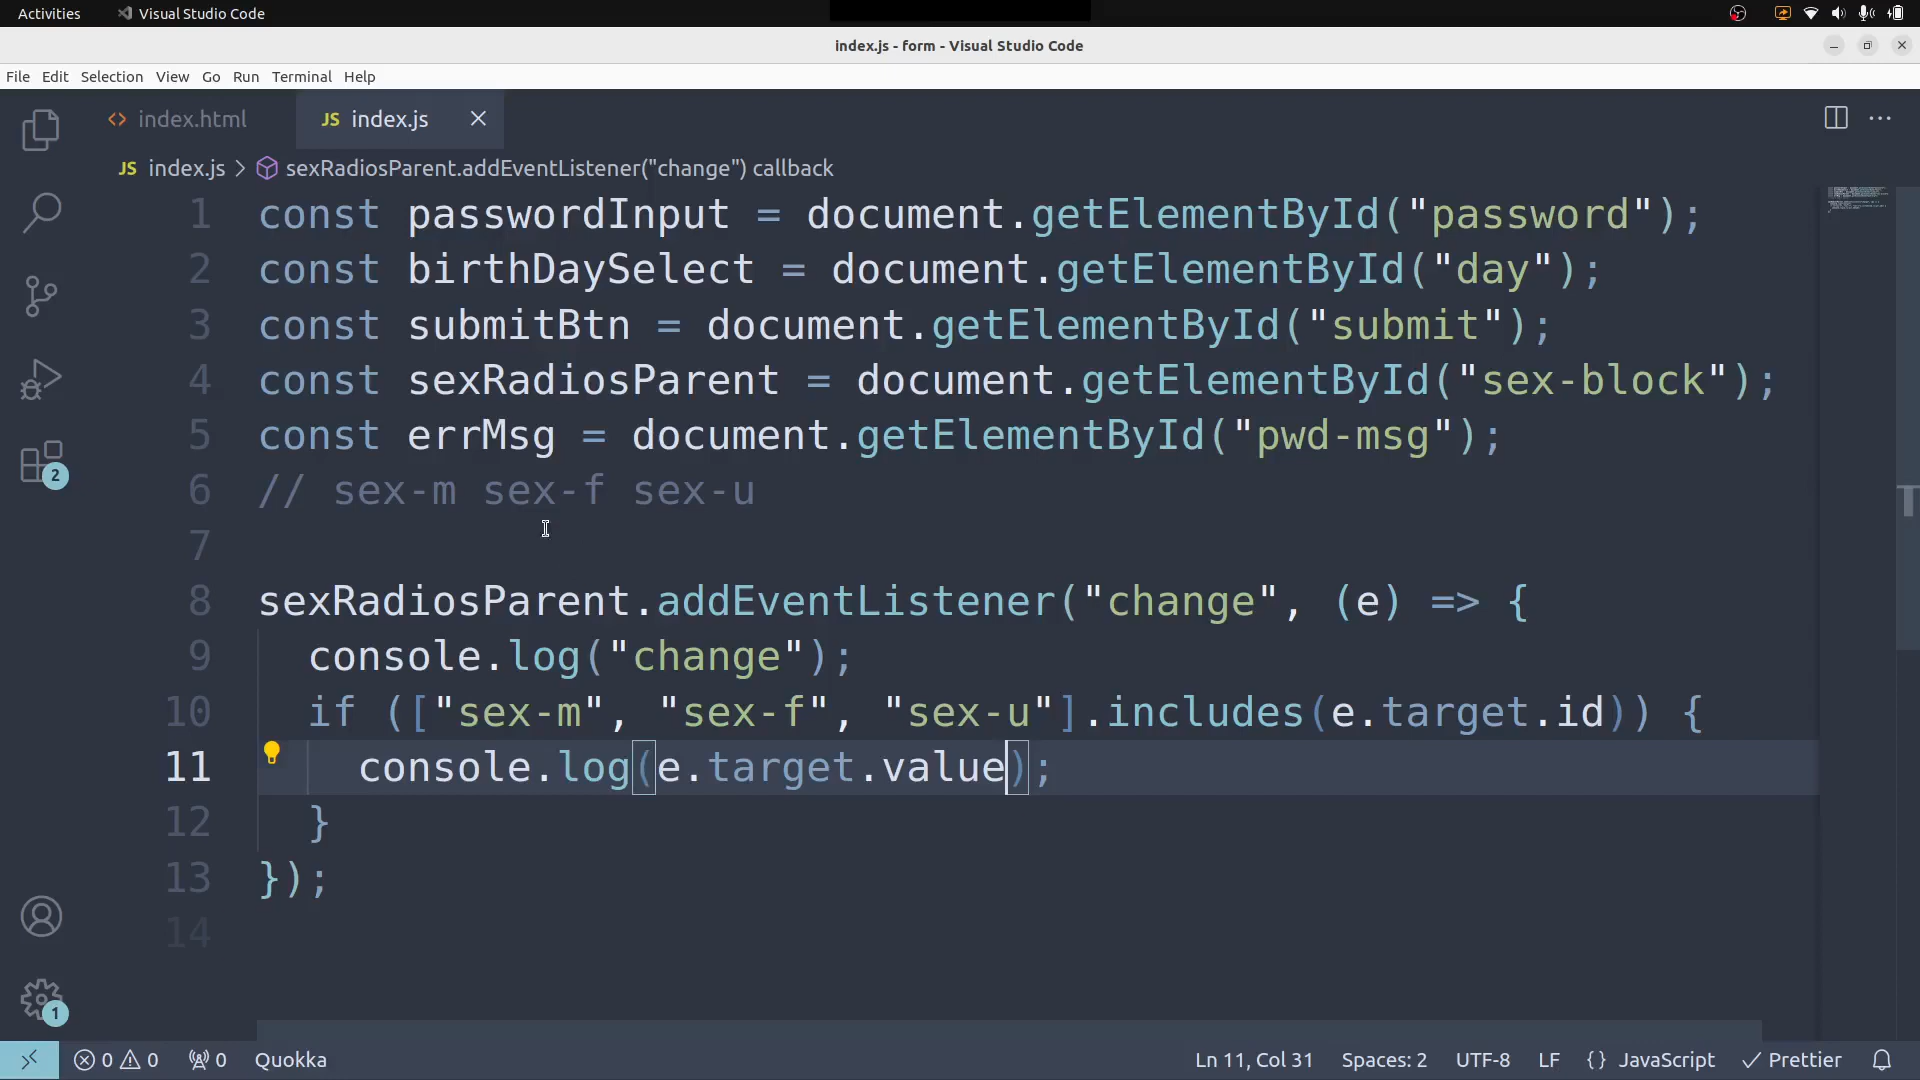 Activities
Visual Studio Code
index.js - form - Visual Studio Code
File Edit Selection View Go Run Terminal Help
index.html
JS index.js
JS index.js > sexRadiosParent.addEventListener("change") callback
1 const passwordInput = document.getElementById("password");
2 const birthDaySelect = document.getElementById("day");
3 const submitBtn = document.getElementById("submit");
4 const sexRadiosParent = document.getElementById("sex-block");
5 const errMsg = document.getElementById("pwd-msg");
6 // sex-m sex-f sex-u
7
8 sexRadiosParent.addEventListener("change", (e) => {
9 console.log("change");
10 if (["sex-m", "sex-f", "sex-u"].includes(e.target.id)) {
11 console.log(e.target.value);
12 }
13 });
14
2
1
0 0 0 Quokka Ln 11, Col 31 Spaces: 2 UTF-8 LF {} JavaScript Prettier